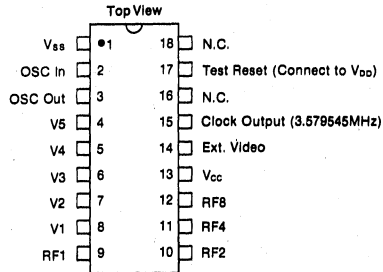 Top View
Vss 1 18 N.C.
OSC In 2 17 Test Reset (Connect to VDD)
OSC Out 3 16 N.C.
V5 4 15 Clock Output (3.579545MHz)
V4 5 14 Ext. Video
V3 6 13 Vcc
V2 7 12 RF8
V1 8 11 RF4
RF1 9 10 RF2